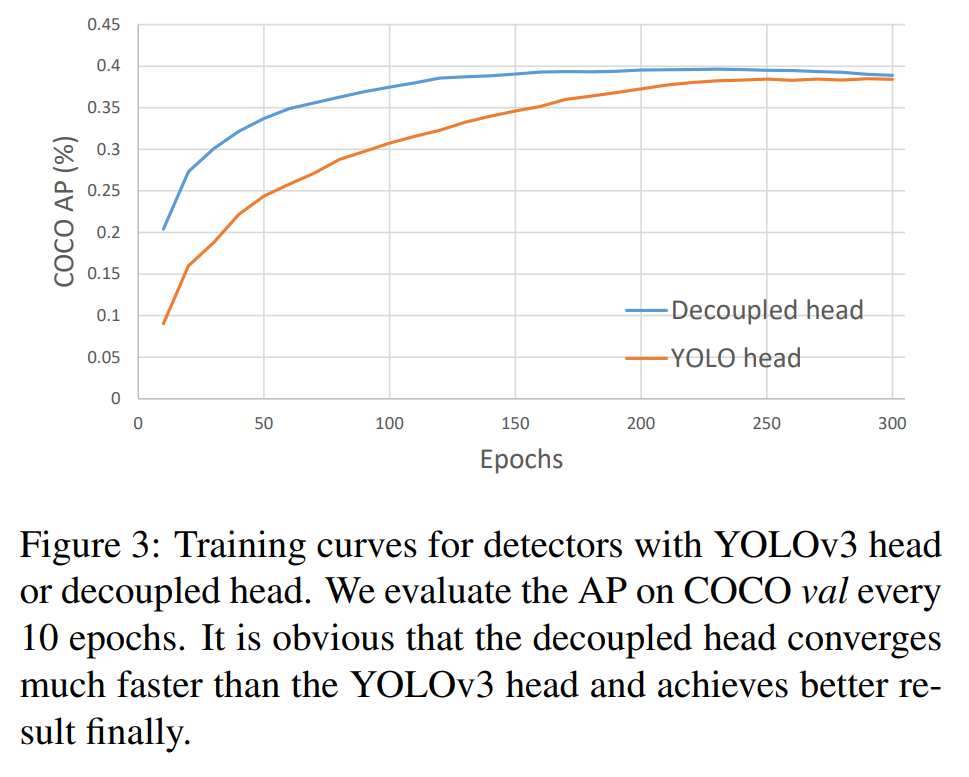 0.45
0.4
0.35
0.3
0.25
0.2
0.15
0.1
0.05
0
COCO AP (%)
Decoupled head
YOLO head
0 50 100 150 200 250 300
Epochs
Figure 3: Training curves for detectors with YOLOv3 head
or decoupled head. We evaluate the AP on COCO val every
10 epochs. It is obvious that the decoupled head converges
much faster than the YOLOv3 head and achieves better re-
sult finally.